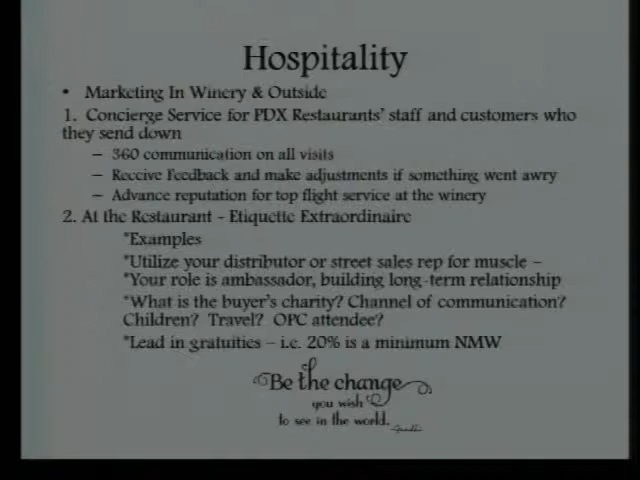 Hospitality
• Marketing In Winery & Outside
1. Concierge Service for PDX Restaurants' staff and customers who
they send down
– 360 communication on all visits
– Receive Feedback and make adjustments if something went awry
– Advance reputation for top flight service at the winery
2. At the Restaurant - Etiquette Extraordinaire
*Examples
*Utilize your distributor or street sales rep for muscle –
*Your role is ambassador, building long-term relationship
*What is the buyer's charity? Channel of communication?
Children? Travel? OPC attendee?
*Lead in gratuities – i.e. 20% is a minimum NMW
Be the change
you wish
to see in the world.
Gandhi